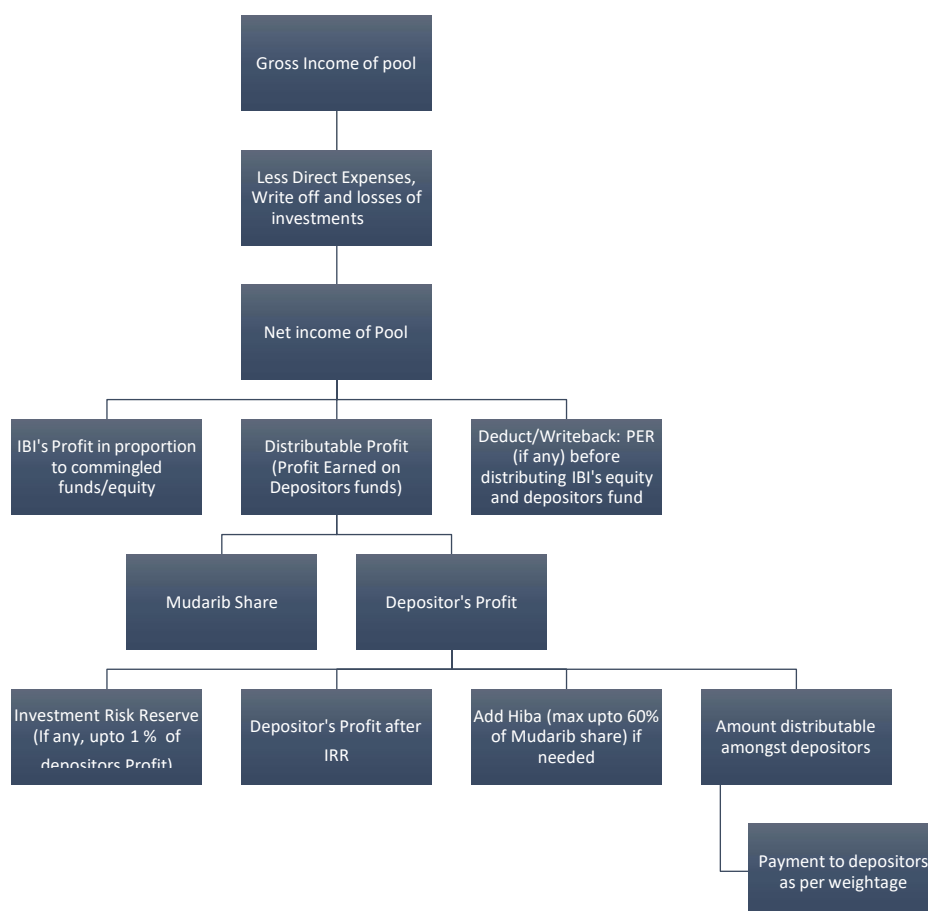 Gross Income of pool
Less Direct Expenses,
Write off and losses of
investments
Net income of Pool
IBI's Profit in proportion
to commingled
funds/equity
Distributable Profit
(Profit Earned on
Depositors funds)
Deduct/Writeback: PER
(if any) before
distributing IBI's equity
and depositors fund
Mudarib Share
Depositor's Profit
Investment Risk Reserve
(If any, upto 1 % of
depositors Profit)
Depositor's Profit after
IRR
Add Hiba (max upto 60%
of Mudarib share) if
needed
Amount distributable
amongst depositors
Payment to depositors
as per weightage